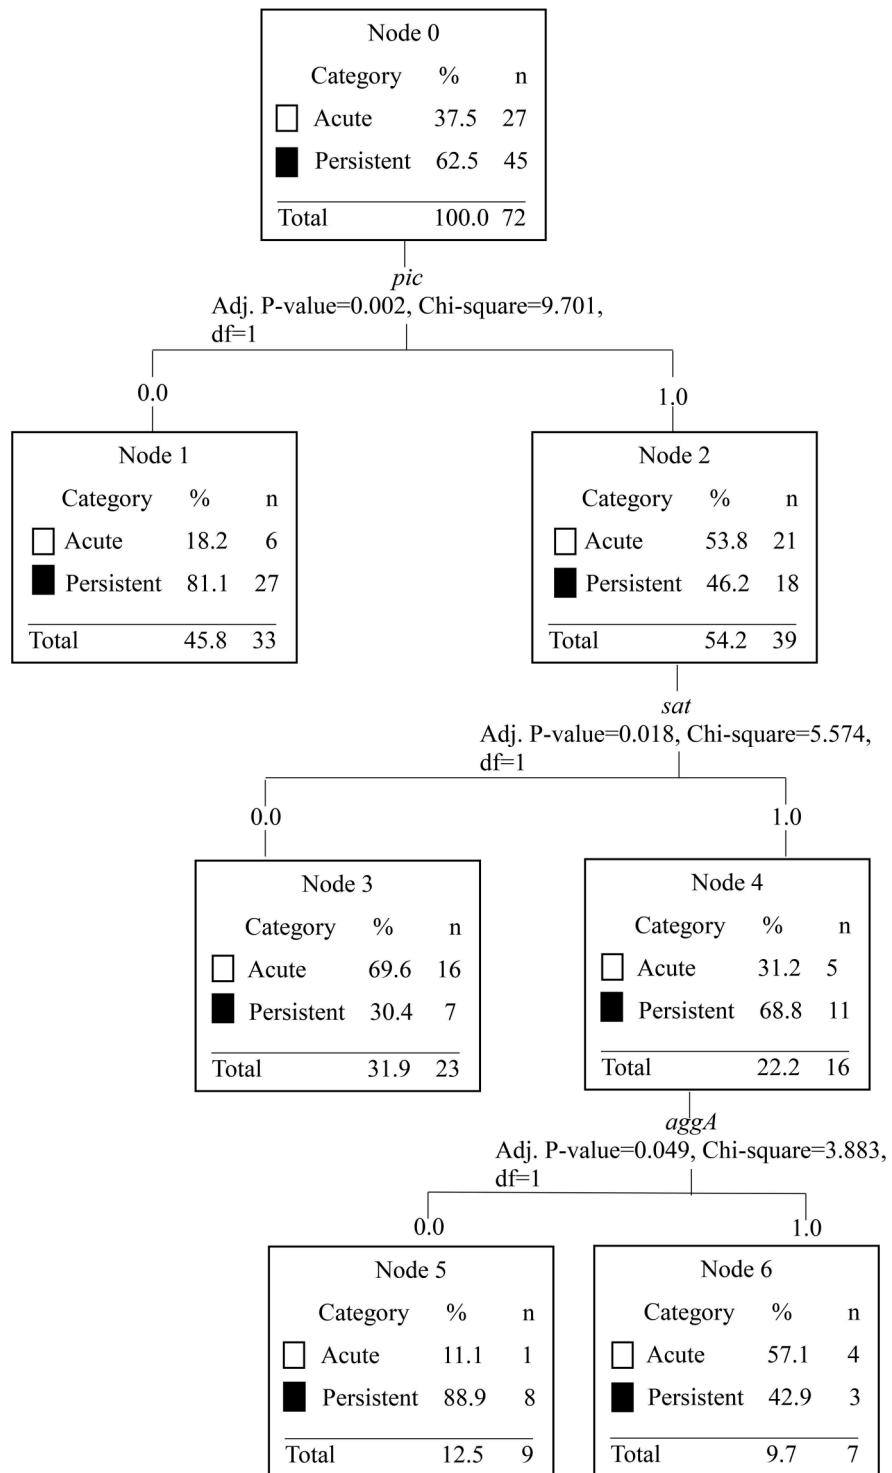 Node 0
Category % n
Acute 37.5 27
Persistent 62.5 45
Total 100.0 72
pic
Adj. P-value=0.002, Chi-square=9.701,
df=1
0.0
1.0
Node 1
Category % n
Acute 18.2 6
Persistent 81.1 27
Total 45.8 33
Node 2
Category % n
Acute 53.8 21
Persistent 46.2 18
Total 54.2 39
sat
Adj. P-value=0.018, Chi-square=5.574,
df=1
0.0
1.0
Node 3
Category % n
Acute 69.6 16
Persistent 30.4 7
Total 31.9 23
Node 4
Category % n
Acute 31.2 5
Persistent 68.8 11
Total 22.2 16
aggA
Adj. P-value=0.049, Chi-square=3.883,
df=1
0.0
1.0
Node 5
Category % n
Acute 11.1 1
Persistent 88.9 8
Total 12.5 9
Node 6
Category % n
Acute 57.1 4
Persistent 42.9 3
Total 9.7 7